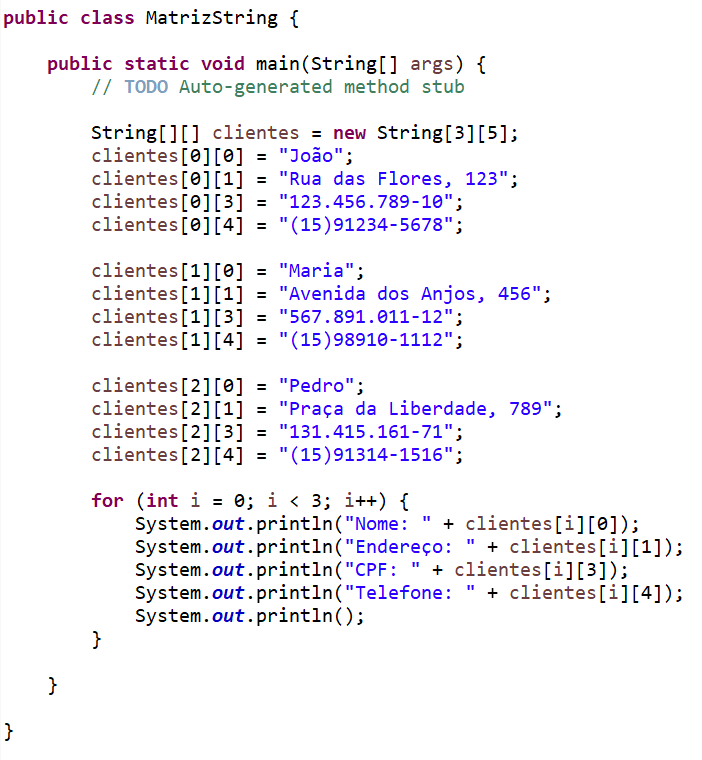 public class MatrizString {
public static void main(String[] args) {
// TODO Auto-generated method stub
String[][] clientes = new String[3][5];
clientes[0][0] = "João";
clientes[0][1] = "Rua das Flores, 123";
clientes[0][3] = "123.456.789-10";
clientes[0][4] = "(15)91234-5678";
clientes[1][0] = "Maria";
clientes[1][1] = "Avenida dos Anjos, 456";
clientes[1][3] = "567.891.011-12";
clientes[1][4] = "(15)98910-1112";
clientes[2][0] = "Pedro";
clientes[2][1] = "Praça da Liberdade, 789";
clientes[2][3] = "131.415.161-71";
clientes[2][4] = "(15)91314-1516";
for (int i = 0; i < 3; i++) {
System.out.println("Nome: " + clientes[i][0]);
System.out.println("Endereço: " + clientes[i][1]);
System.out.println("CPF: " + clientes[i][3]);
System.out.println("Telefone: " + clientes[i][4]);
System.out.println();
}
}
}